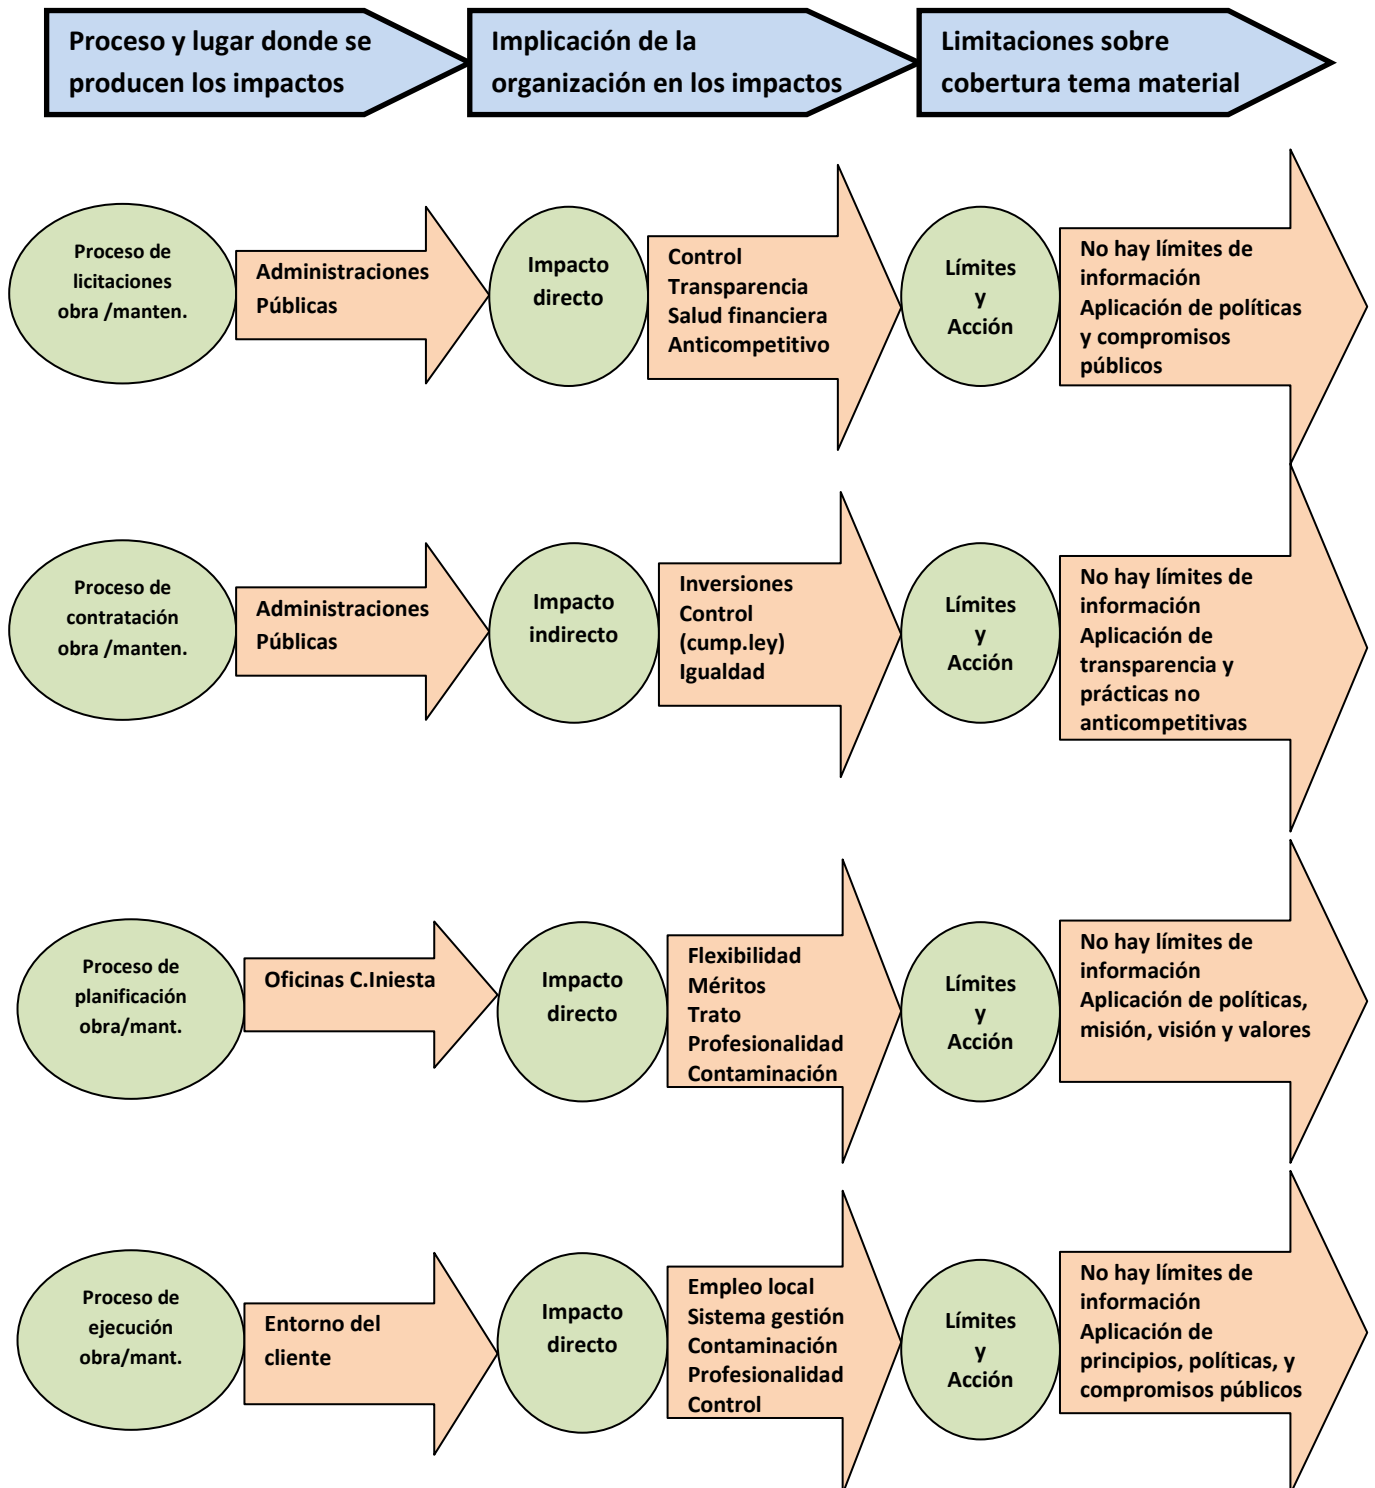 Proceso y lugar donde se
producen los impactos
Implicación de la
organización en los impactos
Limitaciones sobre
cobertura tema material
Proceso de
licitaciones
obra /manten.
Administraciones
Públicas
Impacto
directo
Control
Transparencia
Salud financiera
Anticompetitivo
Límites
y
Acción
No hay límites de
información
Aplicación de políticas
y compromisos
públicos
Proceso de
contratación
obra /manten.
Administraciones
Públicas
Impacto
indirecto
Inversiones
Control
(cump.ley)
Igualdad
Límites
y
Acción
No hay límites de
información
Aplicación de
transparencia y
prácticas no
anticompetitivas
Proceso de
planificación
obra/mant.
Oficinas C.Iniesta
Impacto
directo
Flexibilidad
Méritos
Trato
Profesionalidad
Contaminación
Límites
y
Acción
No hay límites de
información
Aplicación de políticas,
misión, visión y valores
Proceso de
ejecución
obra/mant.
Entorno del
cliente
Impacto
directo
Empleo local
Sistema gestión
Contaminación
Profesionalidad
Control
Límites
y
Acción
No hay límites de
información
Aplicación de
principios, políticas, y
compromisos públicos